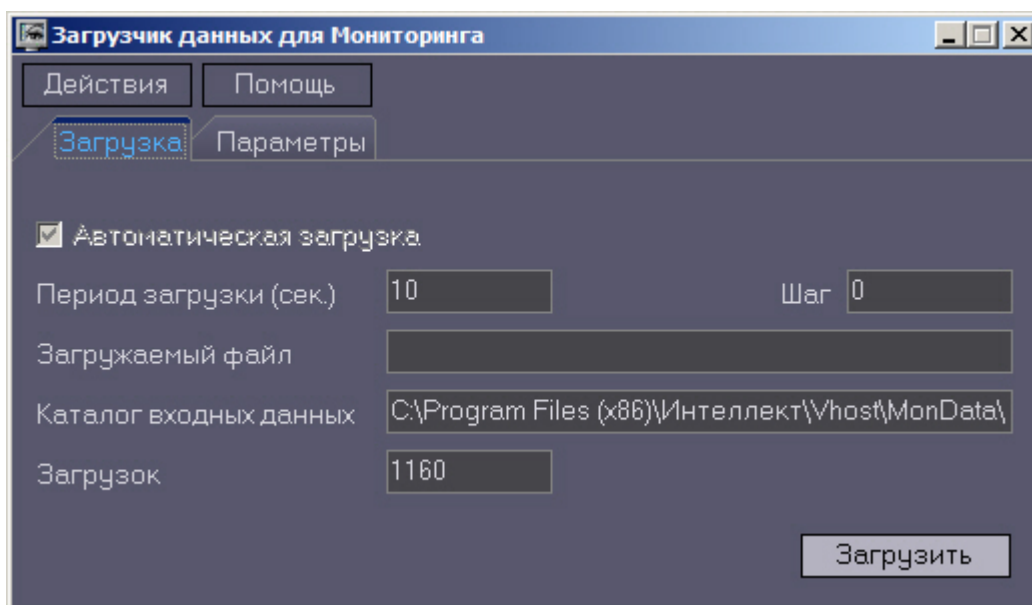 Загрузчик данных для Мониторинга
Действия Помощь
Загрузка Параметры
Автоматическая загрузка
Период загрузки (сек.) 10 Шаг 0
Загружаемый файл
Каталог входных данных C:\Program Files (x86)\Интеллект\Vhost\MonData\
Загрузок 1160
Загрузить